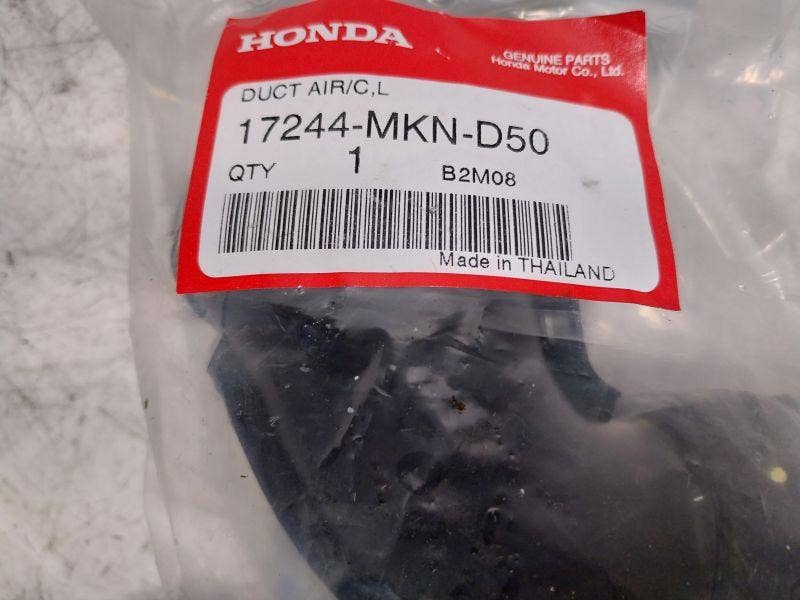 HONDA
GENUINE PARTS
Honda Motor Co., Ltd.
DUCT AIR/C,L
17244-MKN-D50
QTY 1 B2M08
Made in THAILAND